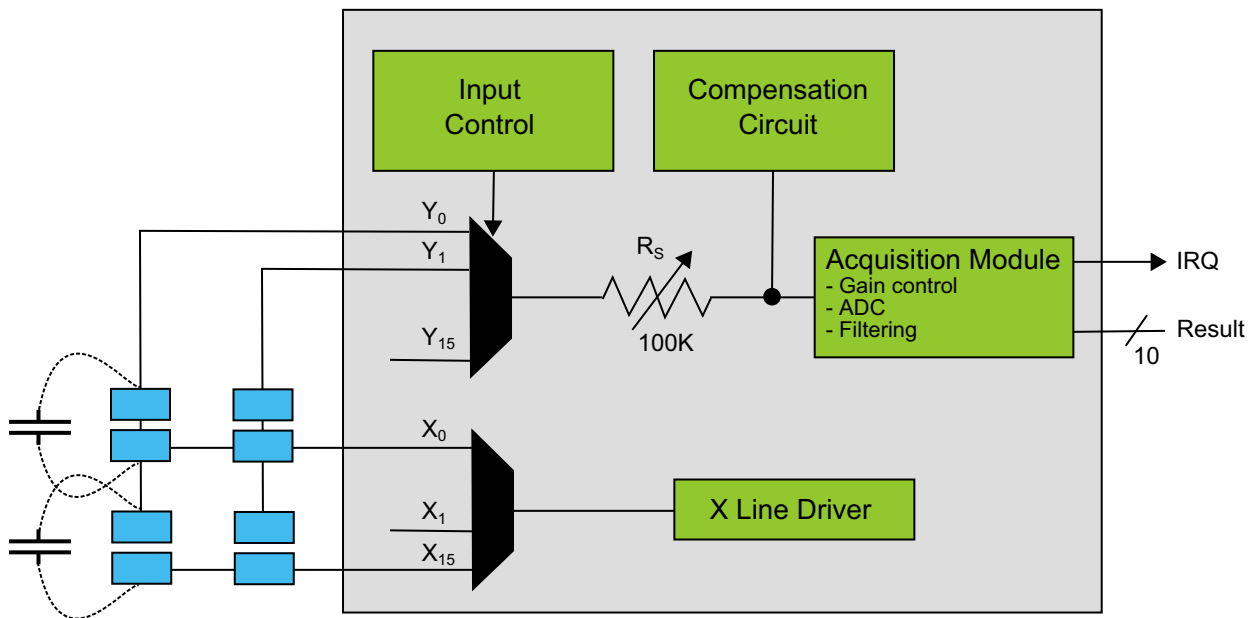 Input
Control
Compensation
Circuit
Y₀
Y₁
Y₁₅
R_S
100K
Acquisition Module
- Gain control
- ADC
- Filtering
IRQ
Result
10
X₀
X₁
X₁₅
X Line Driver